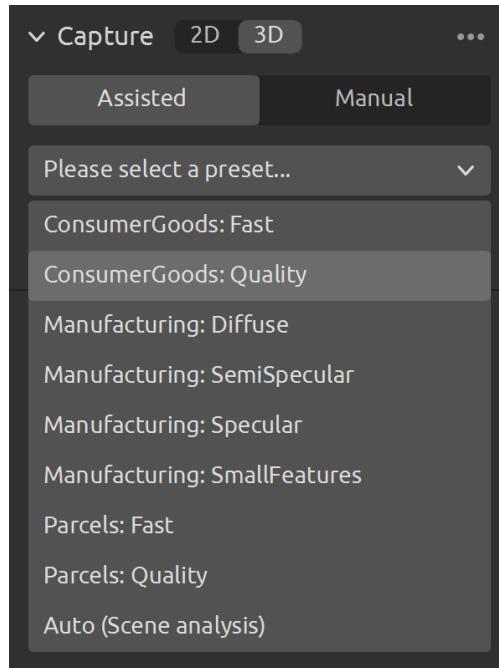 Capture 2D 3D
Assisted Manual
Please select a preset...
ConsumerGoods: Fast
ConsumerGoods: Quality
Manufacturing: Diffuse
Manufacturing: SemiSpecular
Manufacturing: Specular
Manufacturing: SmallFeatures
Parcels: Fast
Parcels: Quality
Auto (Scene analysis)